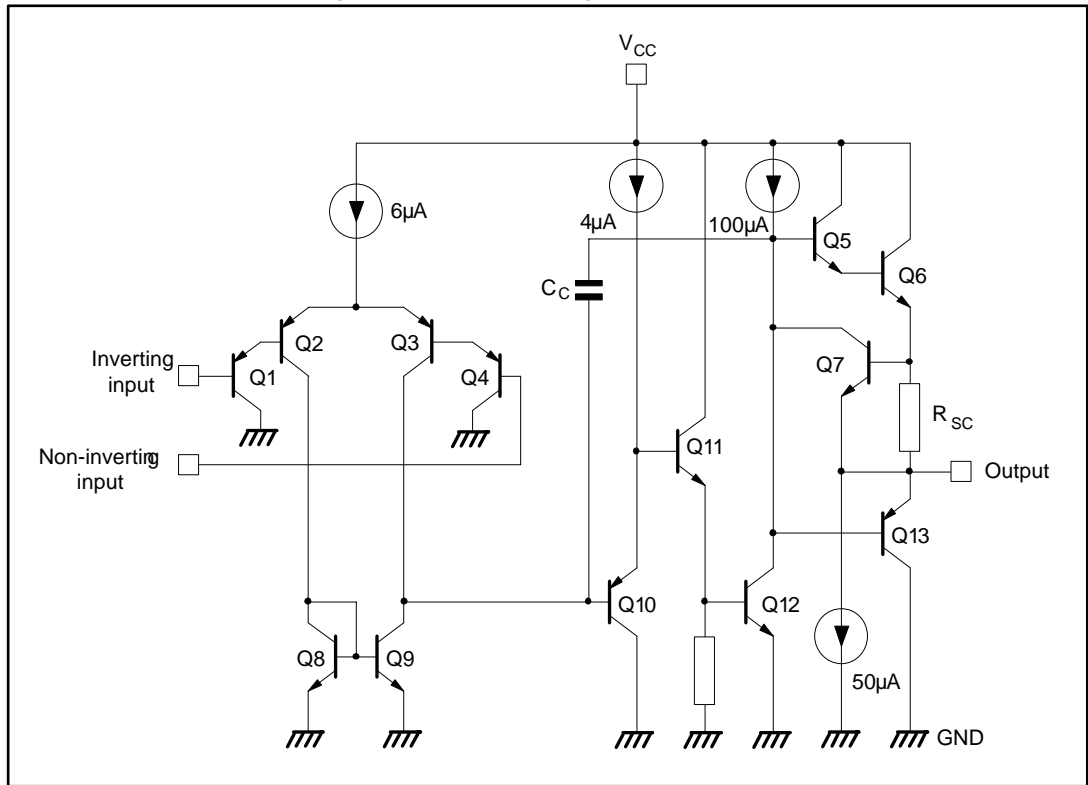 VCC
6µA
4µA
100µA
Q5
Q6
CC
Q2
Q3
Q7
Inverting
input
Q1
Q4
RSC
Q11
Non-inverting
input
Output
Q13
Q10
Q12
Q8
Q9
50µA
GND